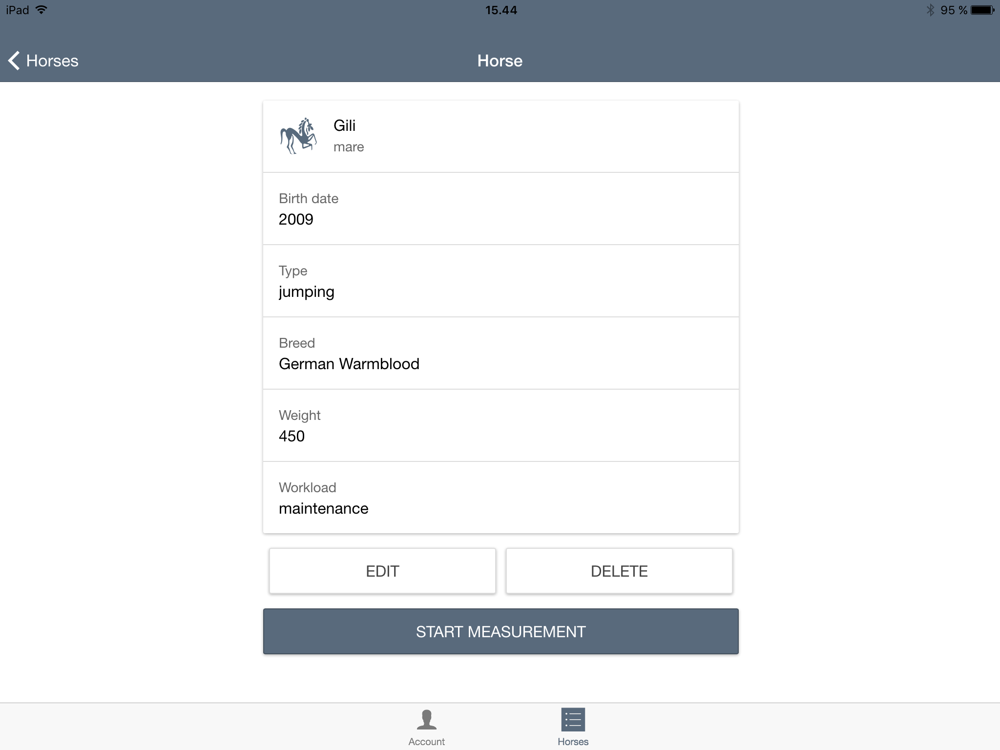 iPad 15.44 95 %
Horses Horse
Gili
mare
Birth date
2009
Type
jumping
Breed
German Warmblood
Weight
450
Workload
maintenance
EDIT DELETE
START MEASUREMENT
Account Horses